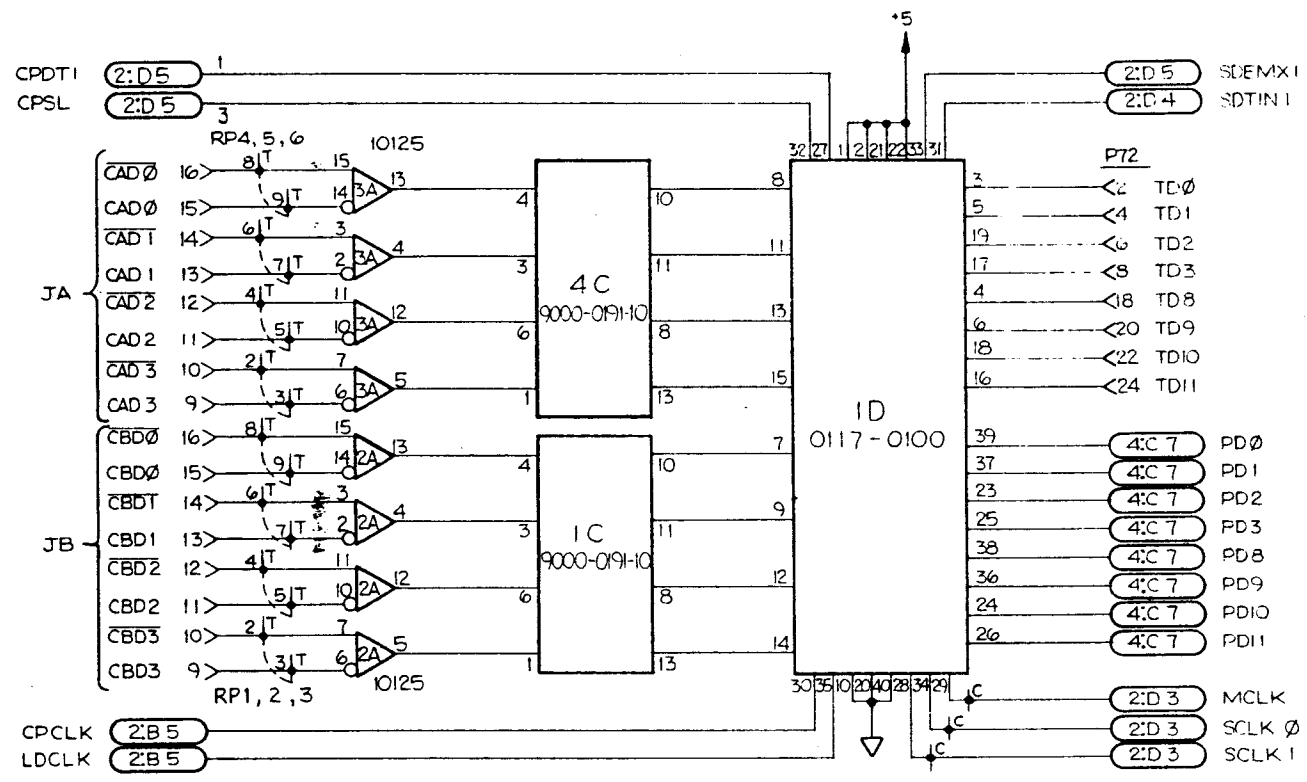 +5
CPDT1 2:D5 1
2:D5 SDEMX1
CPSL 2:D5 3
2:D4 SDTIN1
RP4, 5, 6
10125
32 27 1 2 21 22 33 31
P72
JA
CADØ 16 8 T 15 3A 13 4 10 8
3 2 TDØ
CADØ 15 9 T 14
5 4 TD1
CAD1 14 6 T 3 3A 4 3 11 11
19 6 TD2
CAD1 13 7 T 2
17 8 TD3
4C
9000-0191-10
CAD2 12 4 T 11 3A 12 6 8 13
4 18 TD8
CAD2 11 5 T 10
6 20 TD9
CAD3 10 2 T 7 3A 5 1 13 15
18 22 TD10
CAD3 9 3 T 6
16 24 TD11
1D
0117-0100
JB
CBDØ 16 8 T 15 2A 13 4 10 7
39 4:C7 PDØ
CBDØ 15 9 T 14
37 4:C7 PD1
CBD1 14 6 T 3 2A 4 3 11 9
23 4:C7 PD2
CBD1 13 7 T 2
25 4:C7 PD3
1C
9000-0191-10
CBD2 12 4 T 11 2A 12 6 8 12
38 4:C7 PD8
CBD2 11 5 T 10
36 4:C7 PD9
CBD3 10 2 T 7 2A 5 1 13 14
24 4:C7 PD10
CBD3 9 3 T 6
26 4:C7 PD11
RP1, 2, 3
10125
30 35 10 20 40 28 34 29
C 2:D3 MCLK
CPCLK 2:B5
C 2:D3 SCLK Ø
LDCLK 2:B5
C 2:D3 SCLK 1